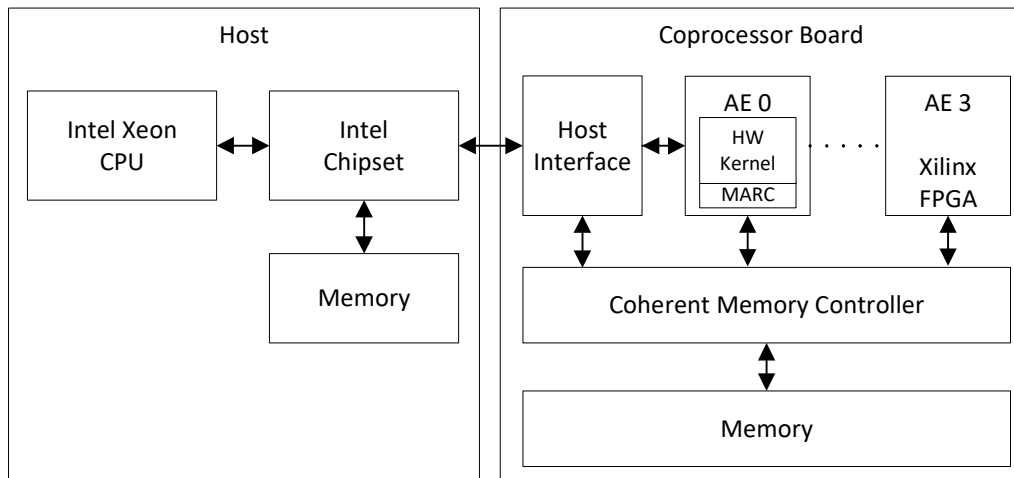 Host
Intel Xeon
CPU
Intel
Chipset
Memory
Coprocessor Board
Host
Interface
AE 0
HW
Kernel
MARC
AE 3
Xilinx
FPGA
Coherent Memory Controller
Memory